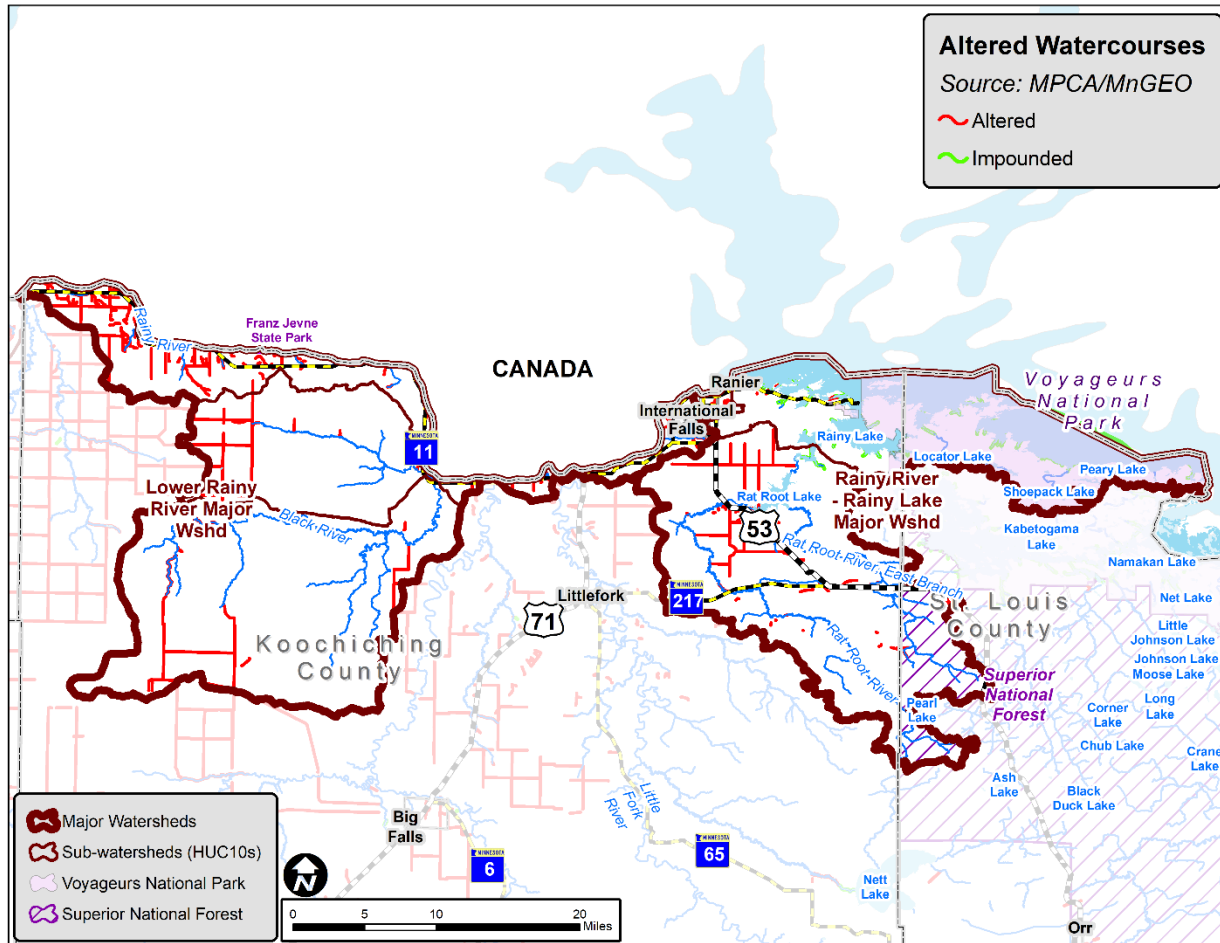 Altered Watercourses
Source: MPCA/MnGEO
Altered
Impounded
Rainy River
Franz Jevne
State Park
CANADA
Ranier
International
Falls
Voyageurs
National
Park
MINNESOTA
11
Rainy Lake
Locator Lake
Peary Lake
Lower Rainy
River Major
Wshd
Rat Root Lake
Rainy River
- Rainy Lake
Major Wshd
Shoepack Lake
Kabetogama
Lake
Black River
53
Rat Root River East Branch
Namakan Lake
MINNESOTA
217
Littlefork
71
Net Lake
St. Louis
County
Little
Johnson Lake
Johnson Lake
Moose Lake
Koochiching
County
Rat Root River
Superior
National
Forest
Pearl
Lake
Corner
Lake
Long
Lake
Chub Lake
Crane
Lake
Ash
Lake
Black
Duck Lake
Little Fork
River
Big
Falls
MINNESOTA
6
MINNESOTA
65
Nett
Lake
Orr
Major Watersheds
Sub-watersheds (HUC10s)
Voyageurs National Park
Superior National Forest
N
0 5 10 20
Miles